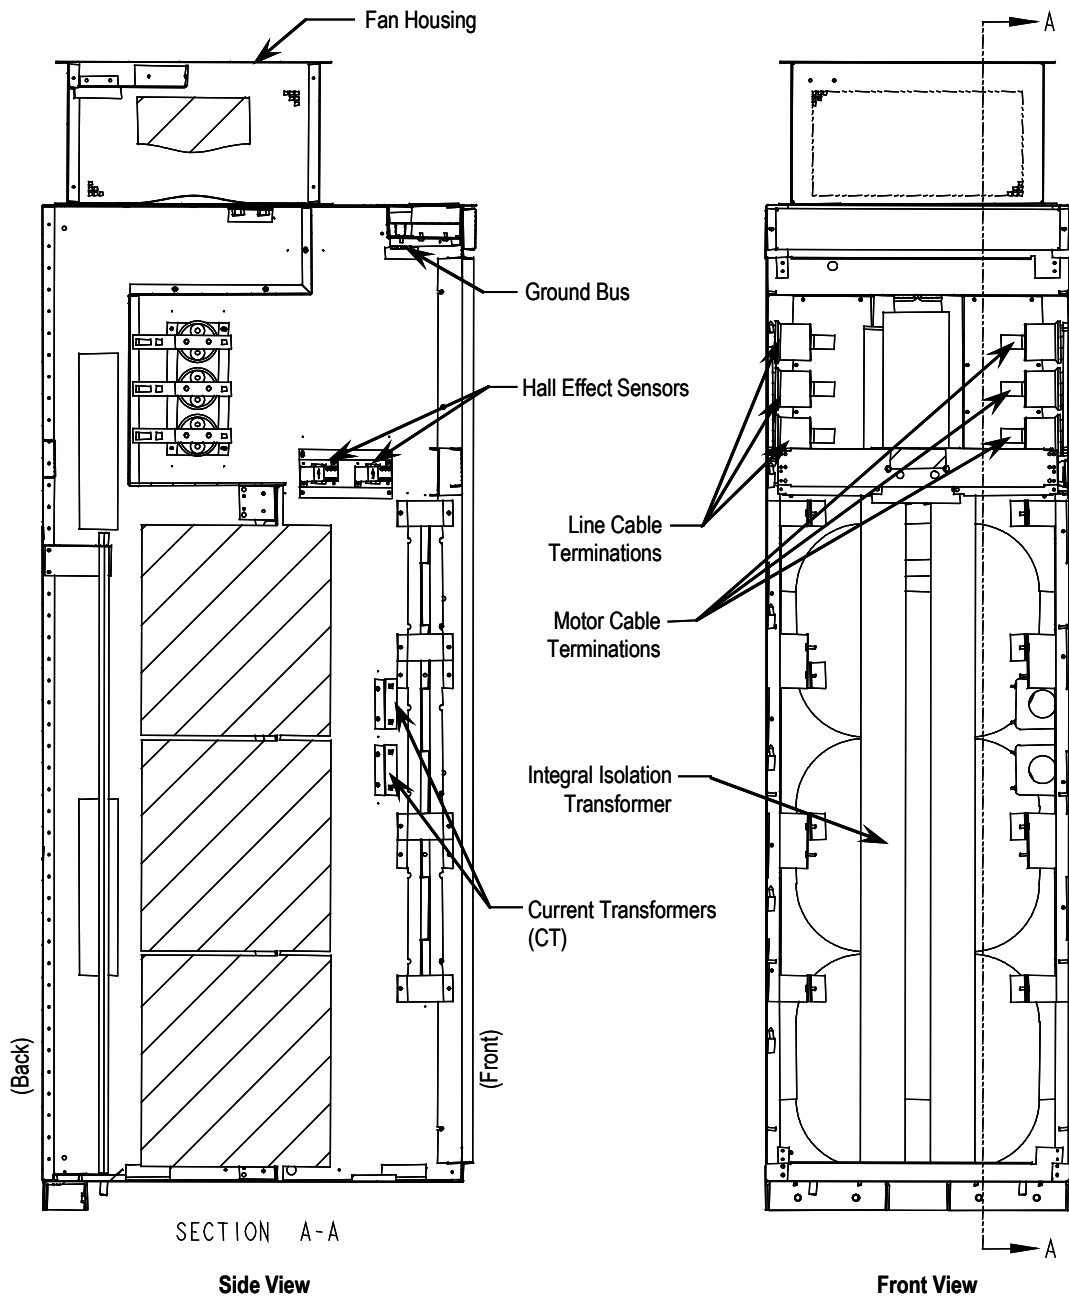 Fan Housing
A
Ground Bus
Hall Effect Sensors
Line Cable
Terminations
Motor Cable
Terminations
Integral Isolation
Transformer
Current Transformers
(CT)
(Back)
(Front)
SECTION A-A
A
Side View
Front View